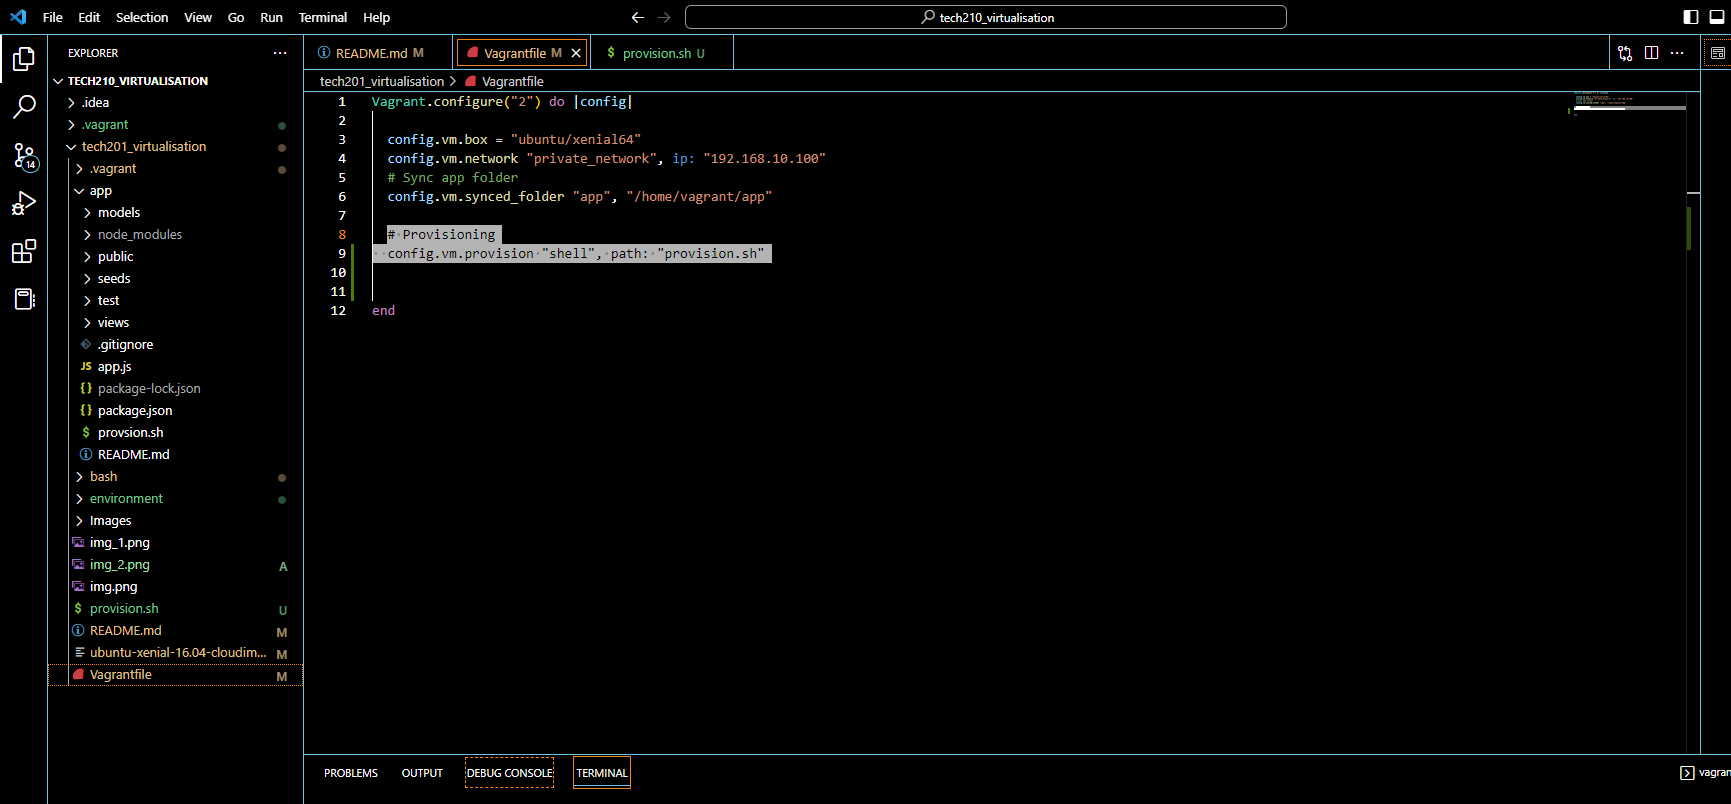 File Edit Selection View Go Run Terminal Help
tech210_virtualisation
EXPLORER
TECH210_VIRTUALISATION
.idea
.vagrant
tech201_virtualisation
.vagrant
app
models
node_modules
public
seeds
test
views
.gitignore
JS app.js
{} package-lock.json
{} package.json
$ provsion.sh
README.md
bash
environment
Images
img_1.png
img_2.png A
img.png
$ provision.sh U
README.md M
ubuntu-xenial-16.04-cloudim... M
Vagrantfile M
14
README.md M
Vagrantfile M
$ provision.sh U
tech201_virtualisation > Vagrantfile
1 Vagrant.configure("2") do |config|
2
3 config.vm.box = "ubuntu/xenial64"
4 config.vm.network "private_network", ip: "192.168.10.100"
5 # Sync app folder
6 config.vm.synced_folder "app", "/home/vagrant/app"
7
8 # Provisioning
9 config.vm.provision "shell", path: "provision.sh"
10
11
12 end
PROBLEMS OUTPUT DEBUG CONSOLE TERMINAL
vagran